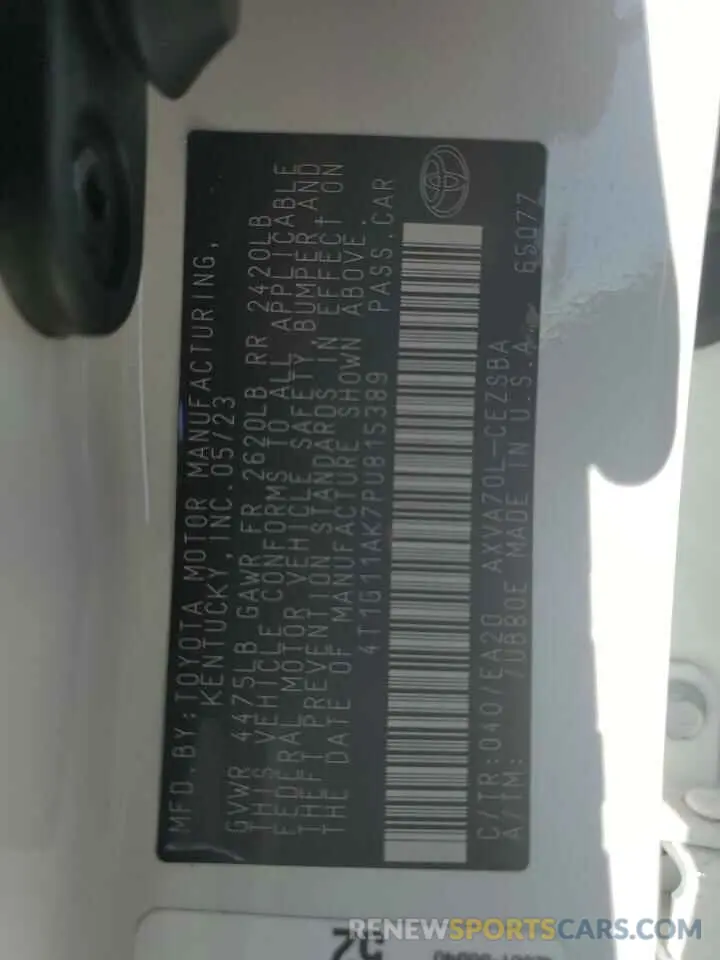 MFD.BY:TOYOTA MOTOR MANUFACTURING,
KENTUCKY,INC.05/23
GVWR 4475LB GAWR FR 2620LB RR 2420LB
THIS VEHICLE CONFORMS TO ALL APPLICABLE
FEDERAL MOTOR VEHICLE SAFETY, BUMPER, AND
THEFT PREVENTION STANDARDS IN EFFECT ON
THE DATE OF MANUFACTURE SHOWN ABOVE.
4T1G11AK7PU815389 PASS.CAR
C/TR:040/EA20 AXVA70L-CEZSBA 65077
A/TM: /UB80E MADE IN U.S.A.
RENEWSPORTSCARS.COM